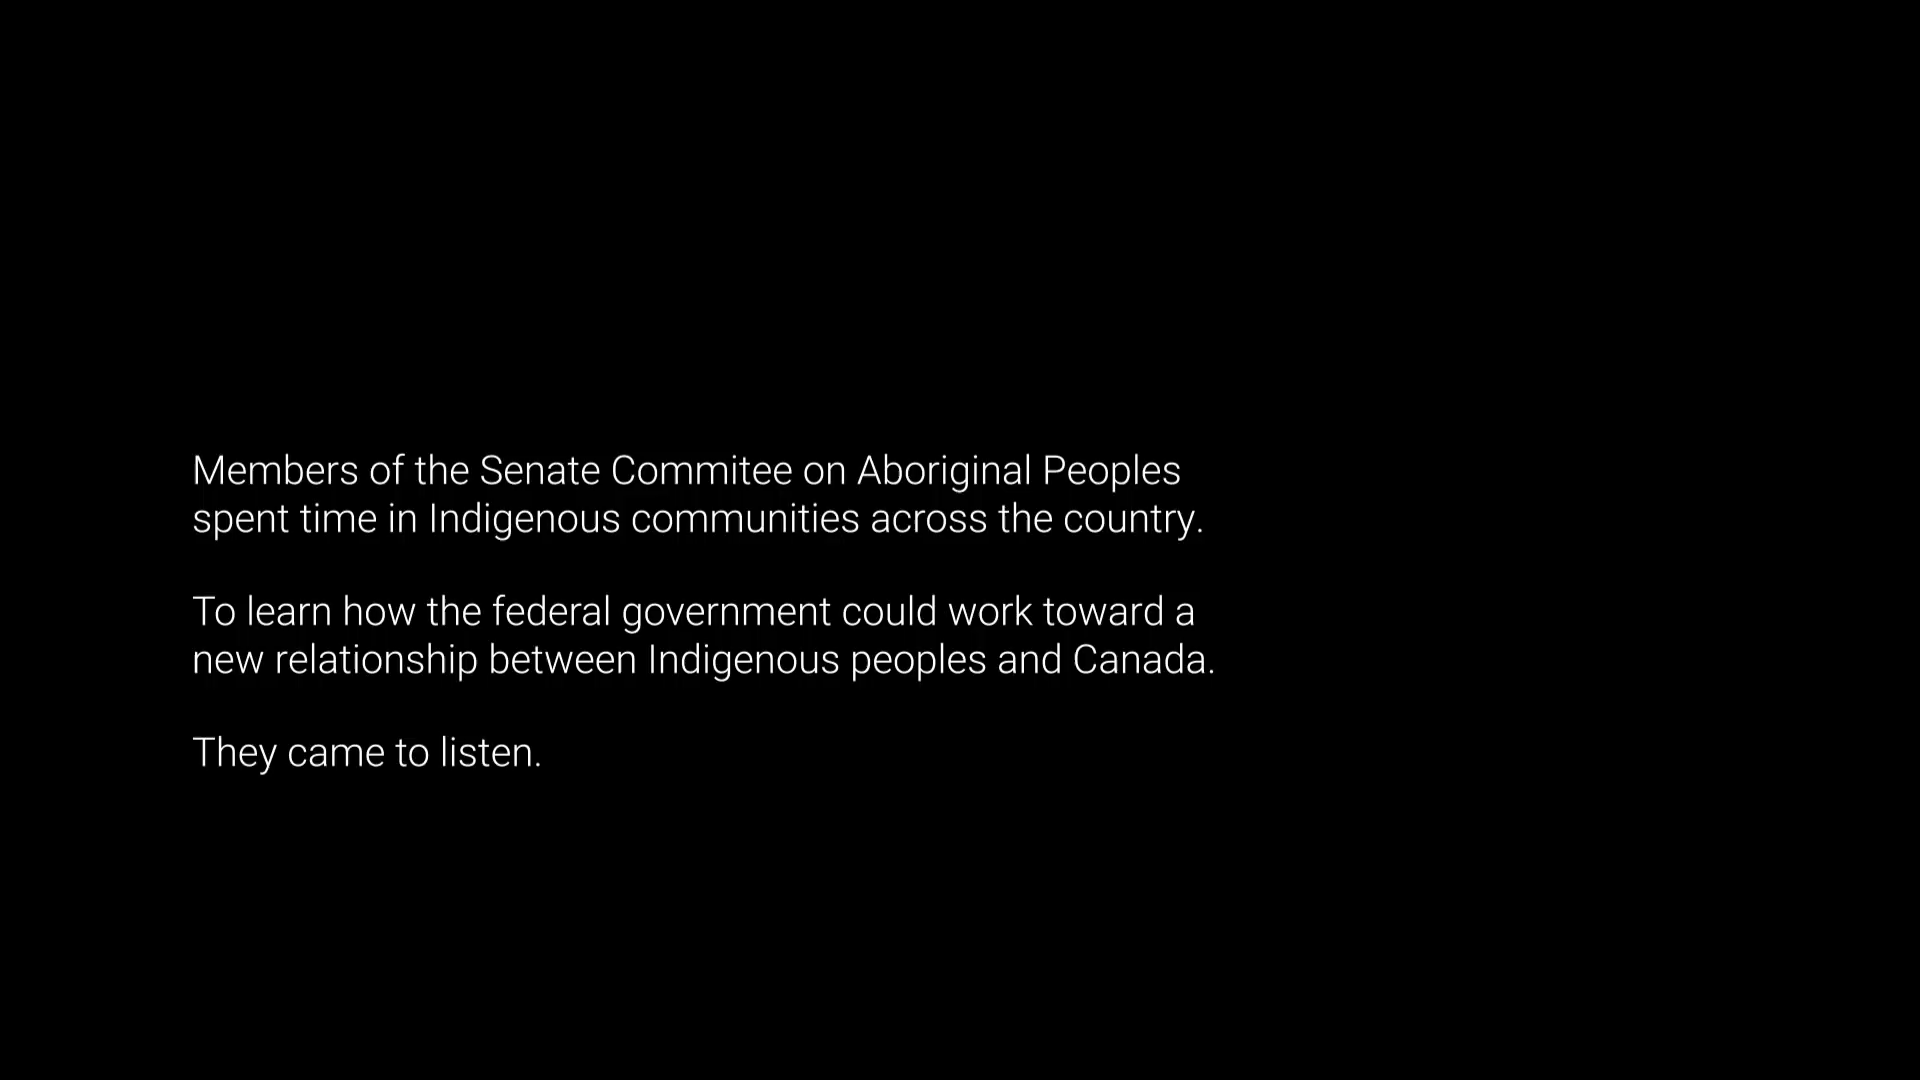 Members of the Senate Commitee on Aboriginal Peoples
spent time in Indigenous communities across the country.
To learn how the federal government could work toward a
new relationship between Indigenous peoples and Canada.
They came to listen.